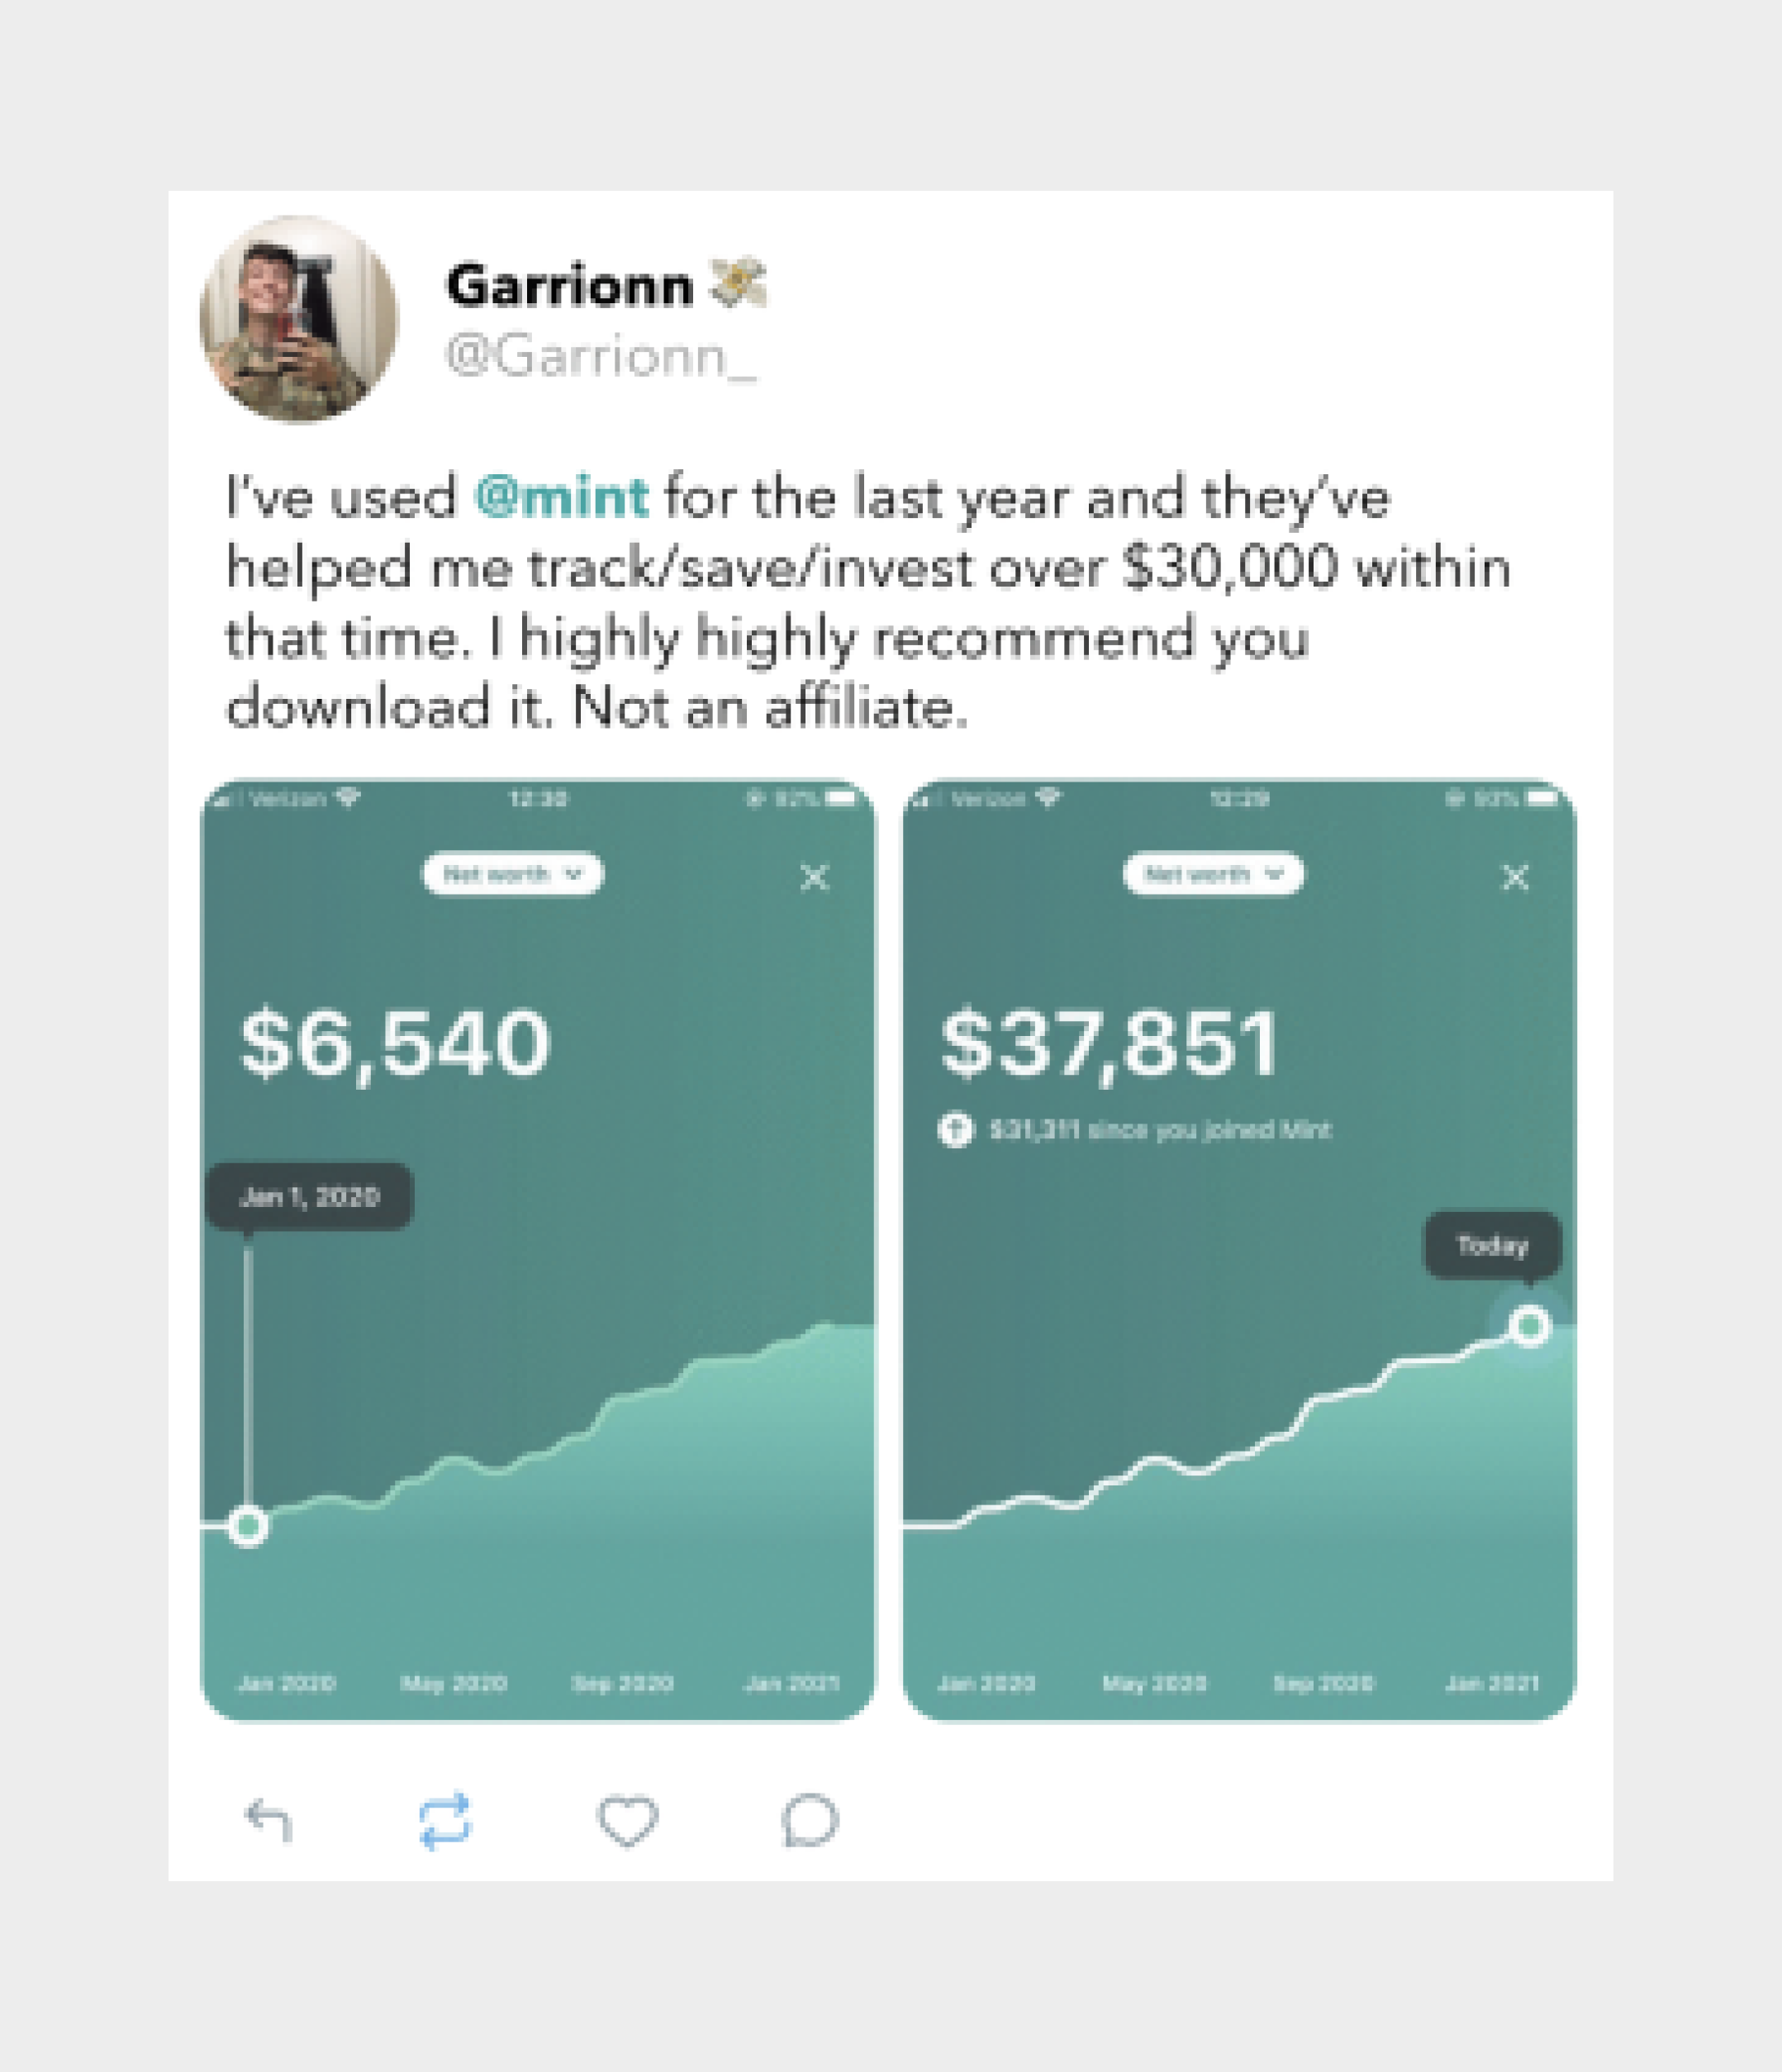 Garrionn 💸
@Garrionn_
I've used @mint for the last year and they've
helped me track/save/invest over $30,000 within
that time. I highly highly recommend you
download it. Not an affiliate.
Verizon 12:30 92%
Net worth
$6,540
Jan 1, 2020
Jan 2020 May 2020 Sep 2020 Jan 2021
Verizon 12:29 93%
Net worth
$37,851
$31,311 since you joined Mint
Today
Jan 2020 May 2020 Sep 2020 Jan 2021